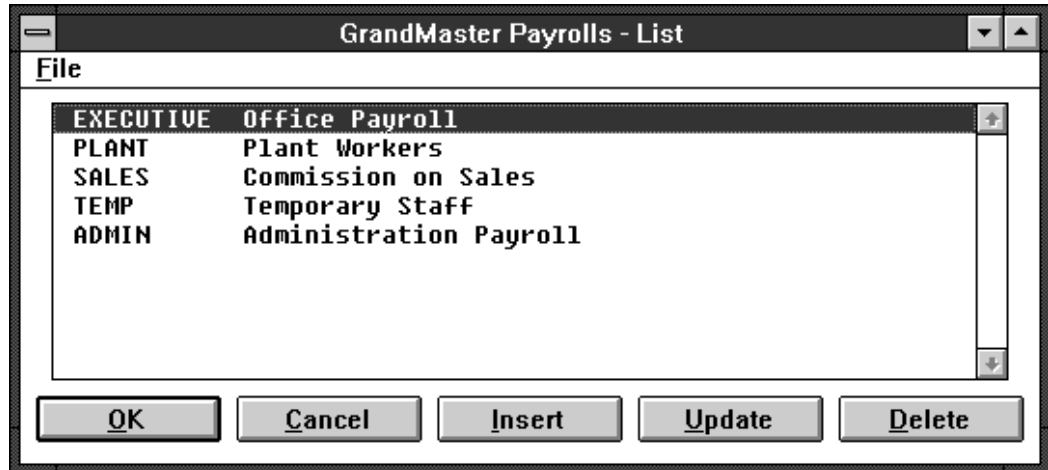 GrandMaster Payrolls - List
File
EXECUTIVE Office Payroll
PLANT Plant Workers
SALES Commission on Sales
TEMP Temporary Staff
ADMIN Administration Payroll
OK Cancel Insert Update Delete